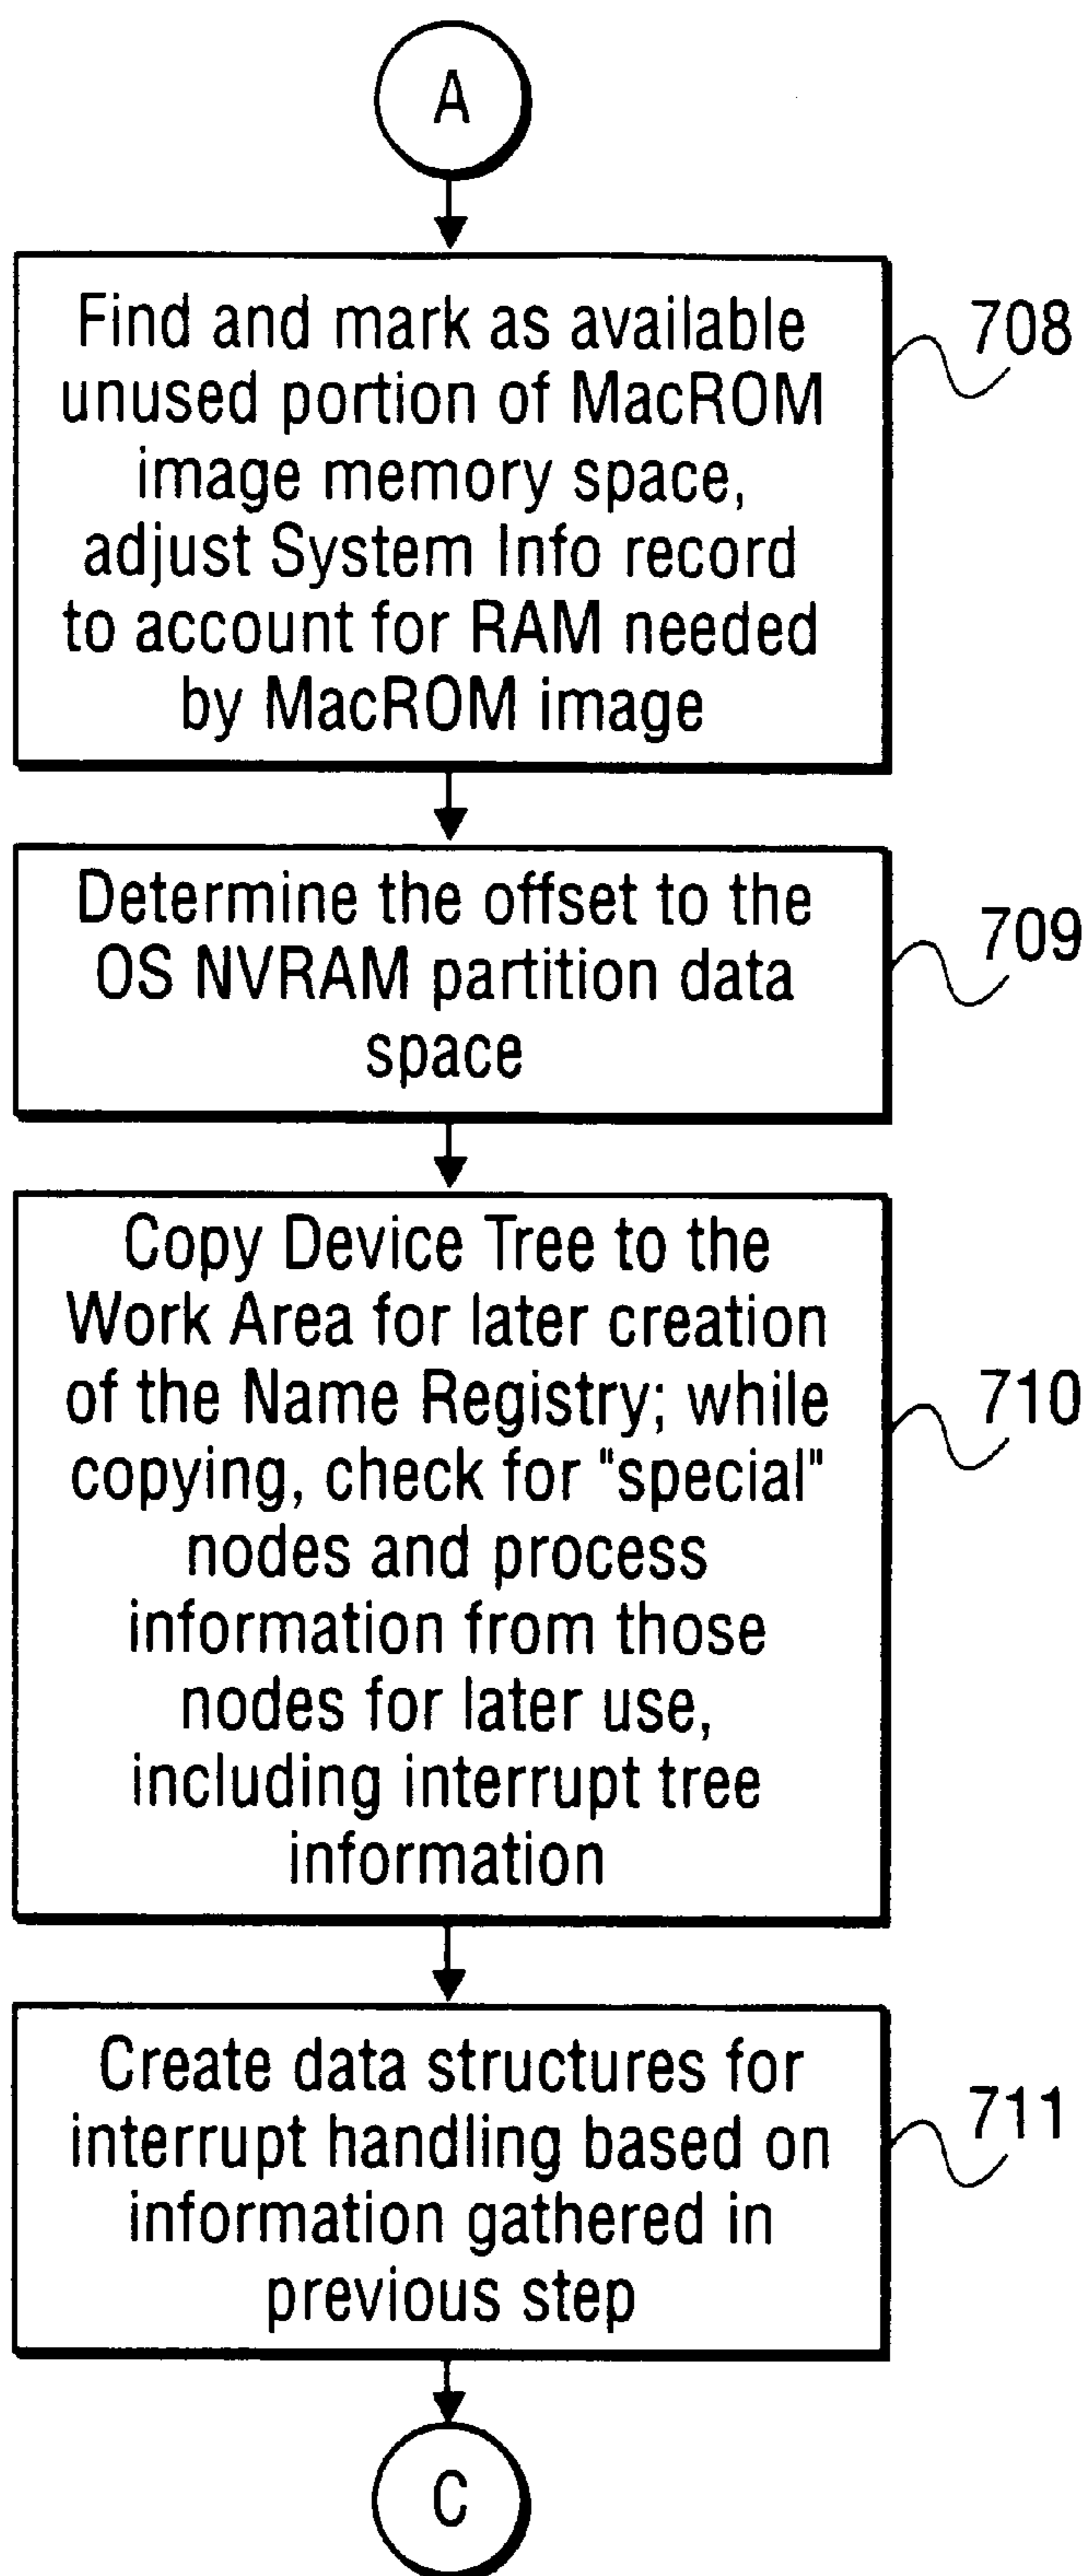 A
Find and mark as available
unused portion of MacROM
image memory space,
adjust System Info record
to account for RAM needed
by MacROM image
708
Determine the offset to the
OS NVRAM partition data
space
709
Copy Device Tree to the
Work Area for later creation
of the Name Registry; while
copying, check for "special"
nodes and process
information from those
nodes for later use,
including interrupt tree
information
710
Create data structures for
interrupt handling based on
information gathered in
previous step
711
C